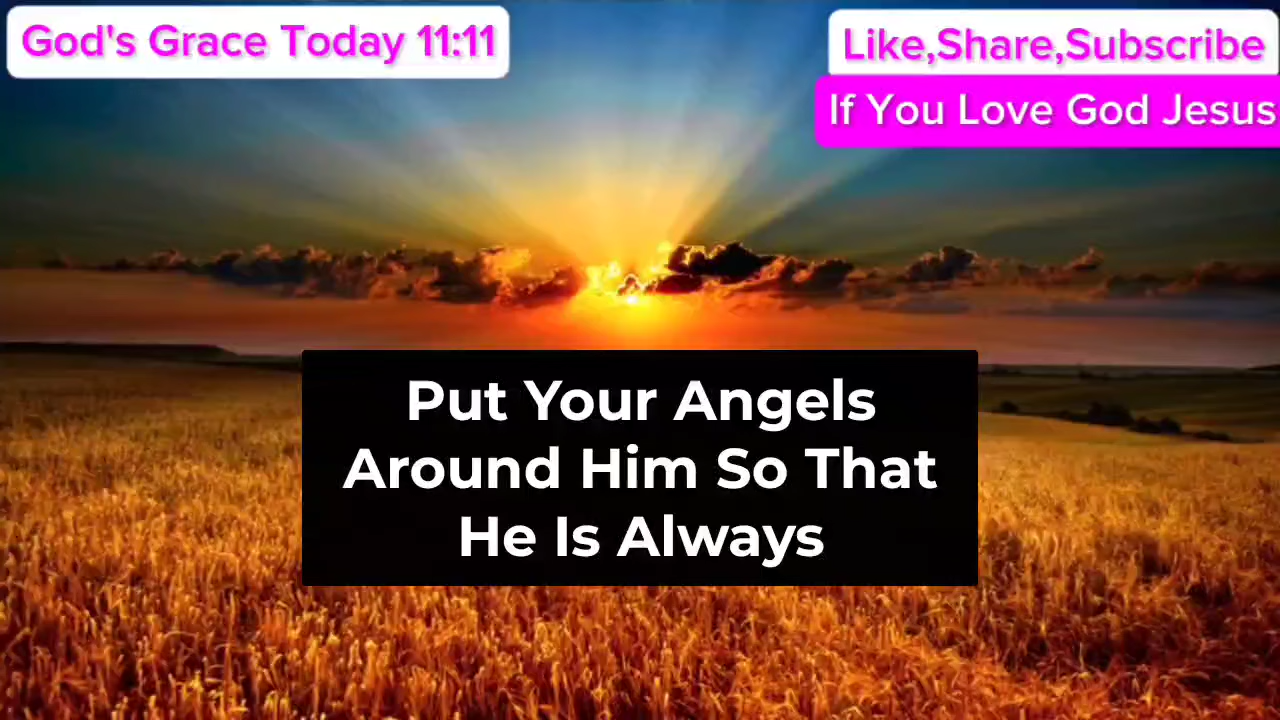 God's Grace Today 11:11
Like,Share,Subscribe
If You Love God Jesus
Put Your Angels
Around Him So That
He Is Always